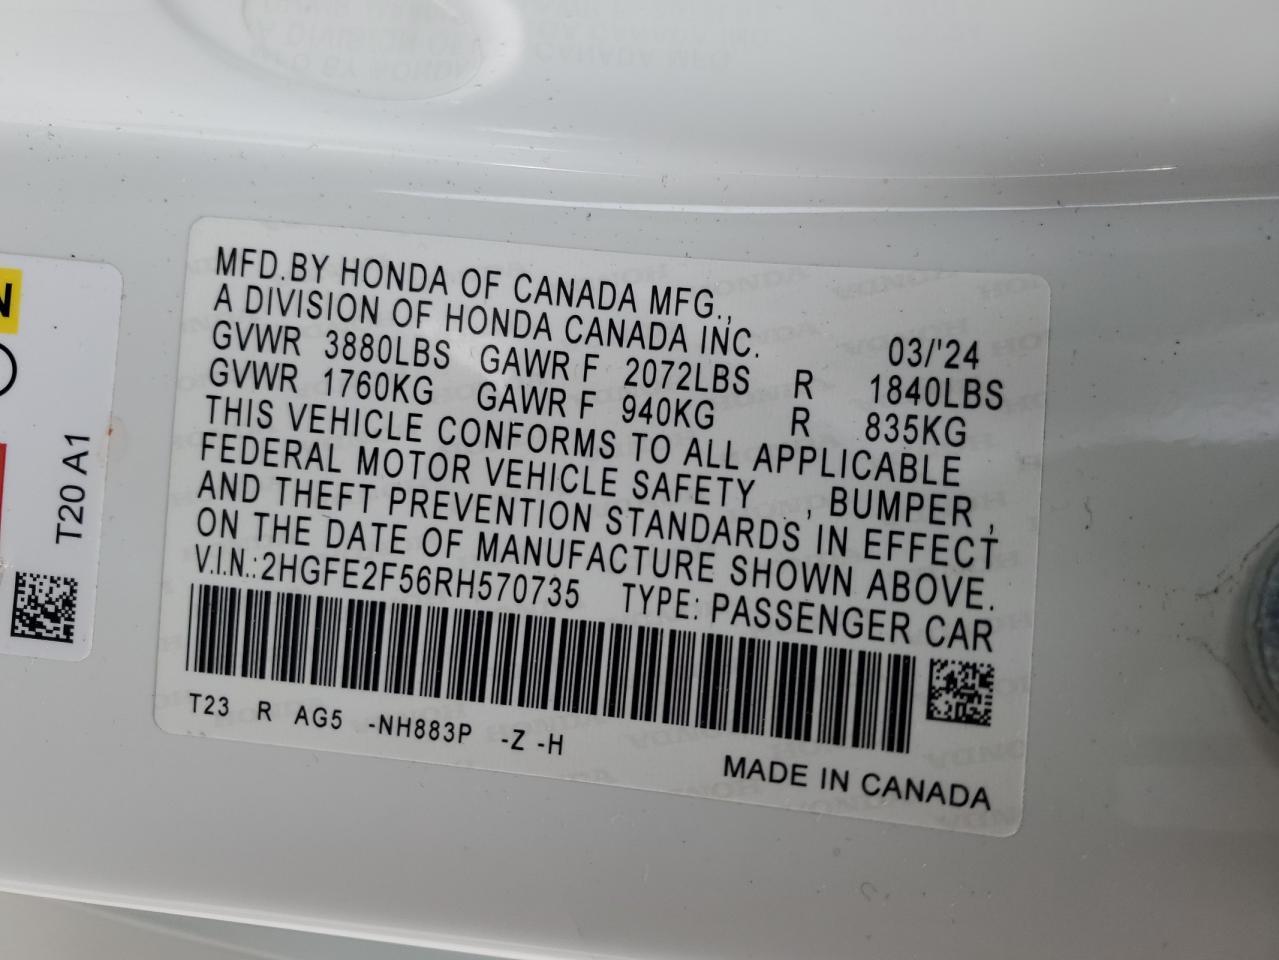 MFD.BY HONDA OF CANADA MFG.,
A DIVISION OF HONDA CANADA INC. 03/'24
GVWR 3880LBS GAWR F 2072LBS R 1840LBS
GVWR 1760KG GAWR F 940KG R 835KG
THIS VEHICLE CONFORMS TO ALL APPLICABLE
FEDERAL MOTOR VEHICLE SAFETY , BUMPER ,
AND THEFT PREVENTION STANDARDS IN EFFECT
ON THE DATE OF MANUFACTURE SHOWN ABOVE.
V.I.N.:2HGFE2F56RH570735 TYPE: PASSENGER CAR
T23 R AG5 -NH883P -Z -H
MADE IN CANADA
N
T20 A1